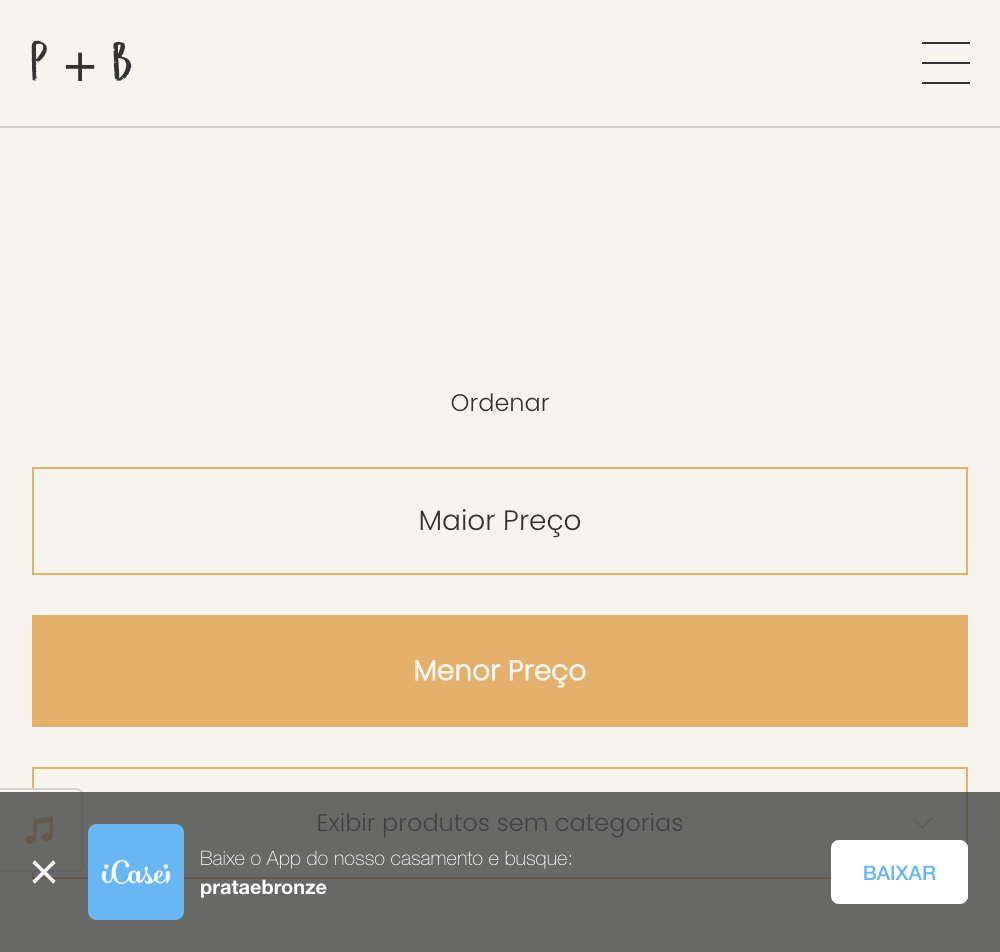 P + B
Ordenar
Maior Preço
Menor Preço
Exibir produtos sem categorias
iCasei
Baixe o App do nosso casamento e busque:
prataebronze
BAIXAR